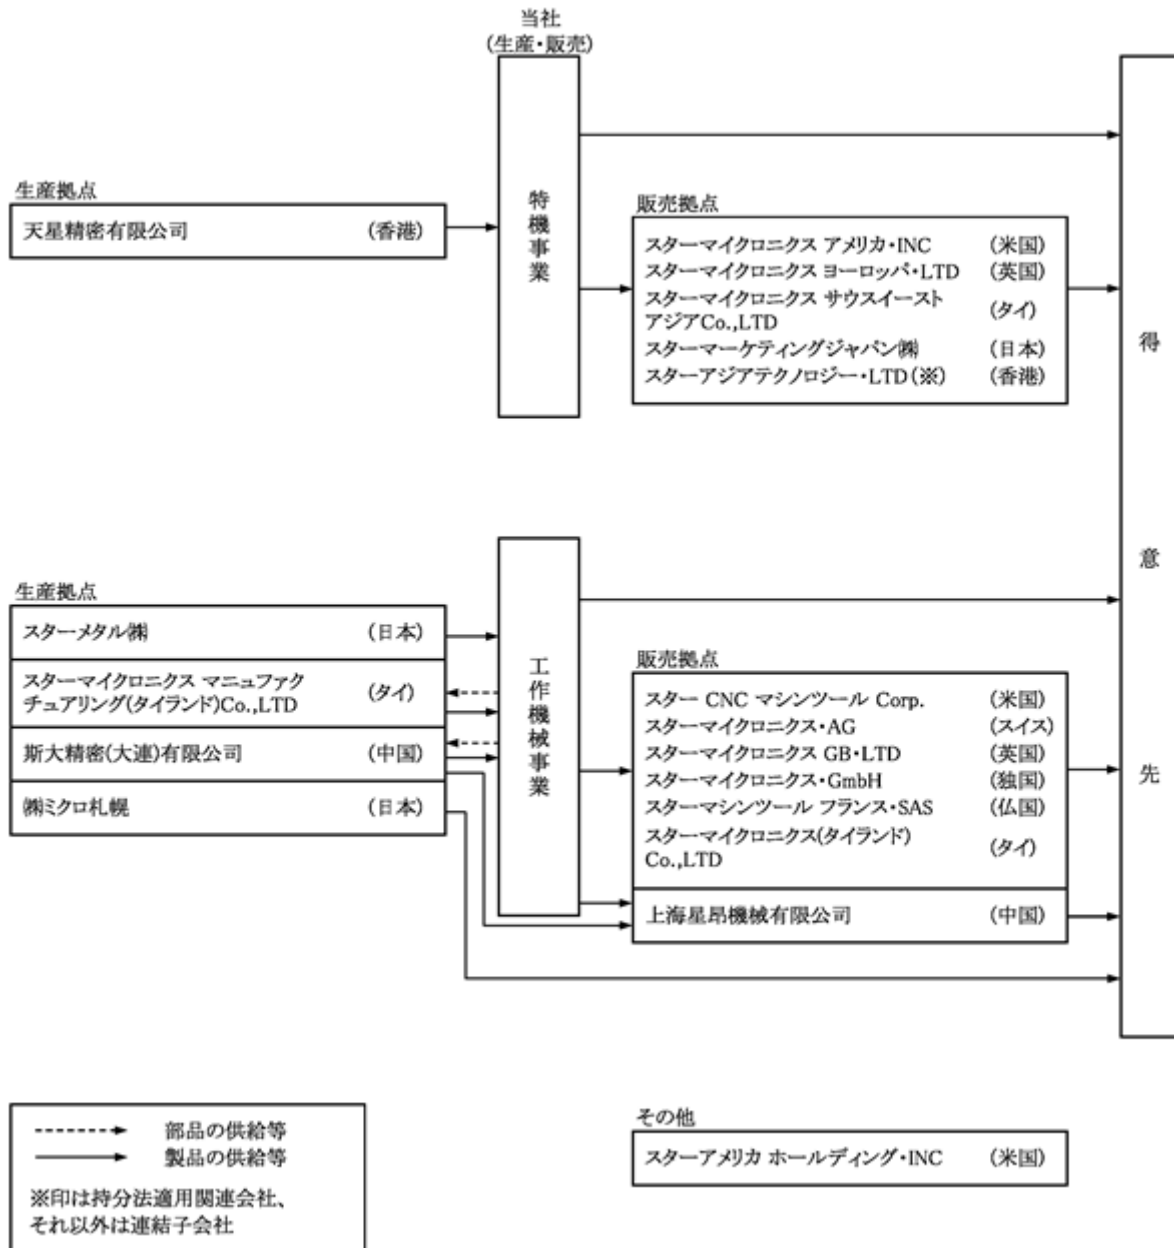 当社
(生産・販売)
特機事業
生産拠点
天星精密有限公司 (香港)
販売拠点
スターマイクロニクス アメリカ・INC (米国)
スターマイクロニクス ヨーロッパ・LTD (英国)
スターマイクロニクス サウスイースト
アジアCo.,LTD (タイ)
スターマーケティングジャパン㈱ (日本)
スターアジアテクノロジー・LTD(※) (香港)
得意先
工作機械事業
生産拠点
スターメタル㈱ (日本)
スターマイクロニクス マニュファク
チュアリング(タイランド)Co.,LTD (タイ)
斯大精密(大連)有限公司 (中国)
㈱ミクロ札幌 (日本)
販売拠点
スター CNC マシンツール Corp. (米国)
スターマイクロニクス・AG (スイス)
スターマイクロニクス GB・LTD (英国)
スターマイクロニクス・GmbH (独国)
スターマシンツール フランス・SAS (仏国)
スターマイクロニクス(タイランド)
Co.,LTD (タイ)
上海星昂機械有限公司 (中国)
部品の供給等
製品の供給等
※印は持分法適用関連会社、
それ以外は連結子会社
その他
スターアメリカ ホールディング・INC (米国)